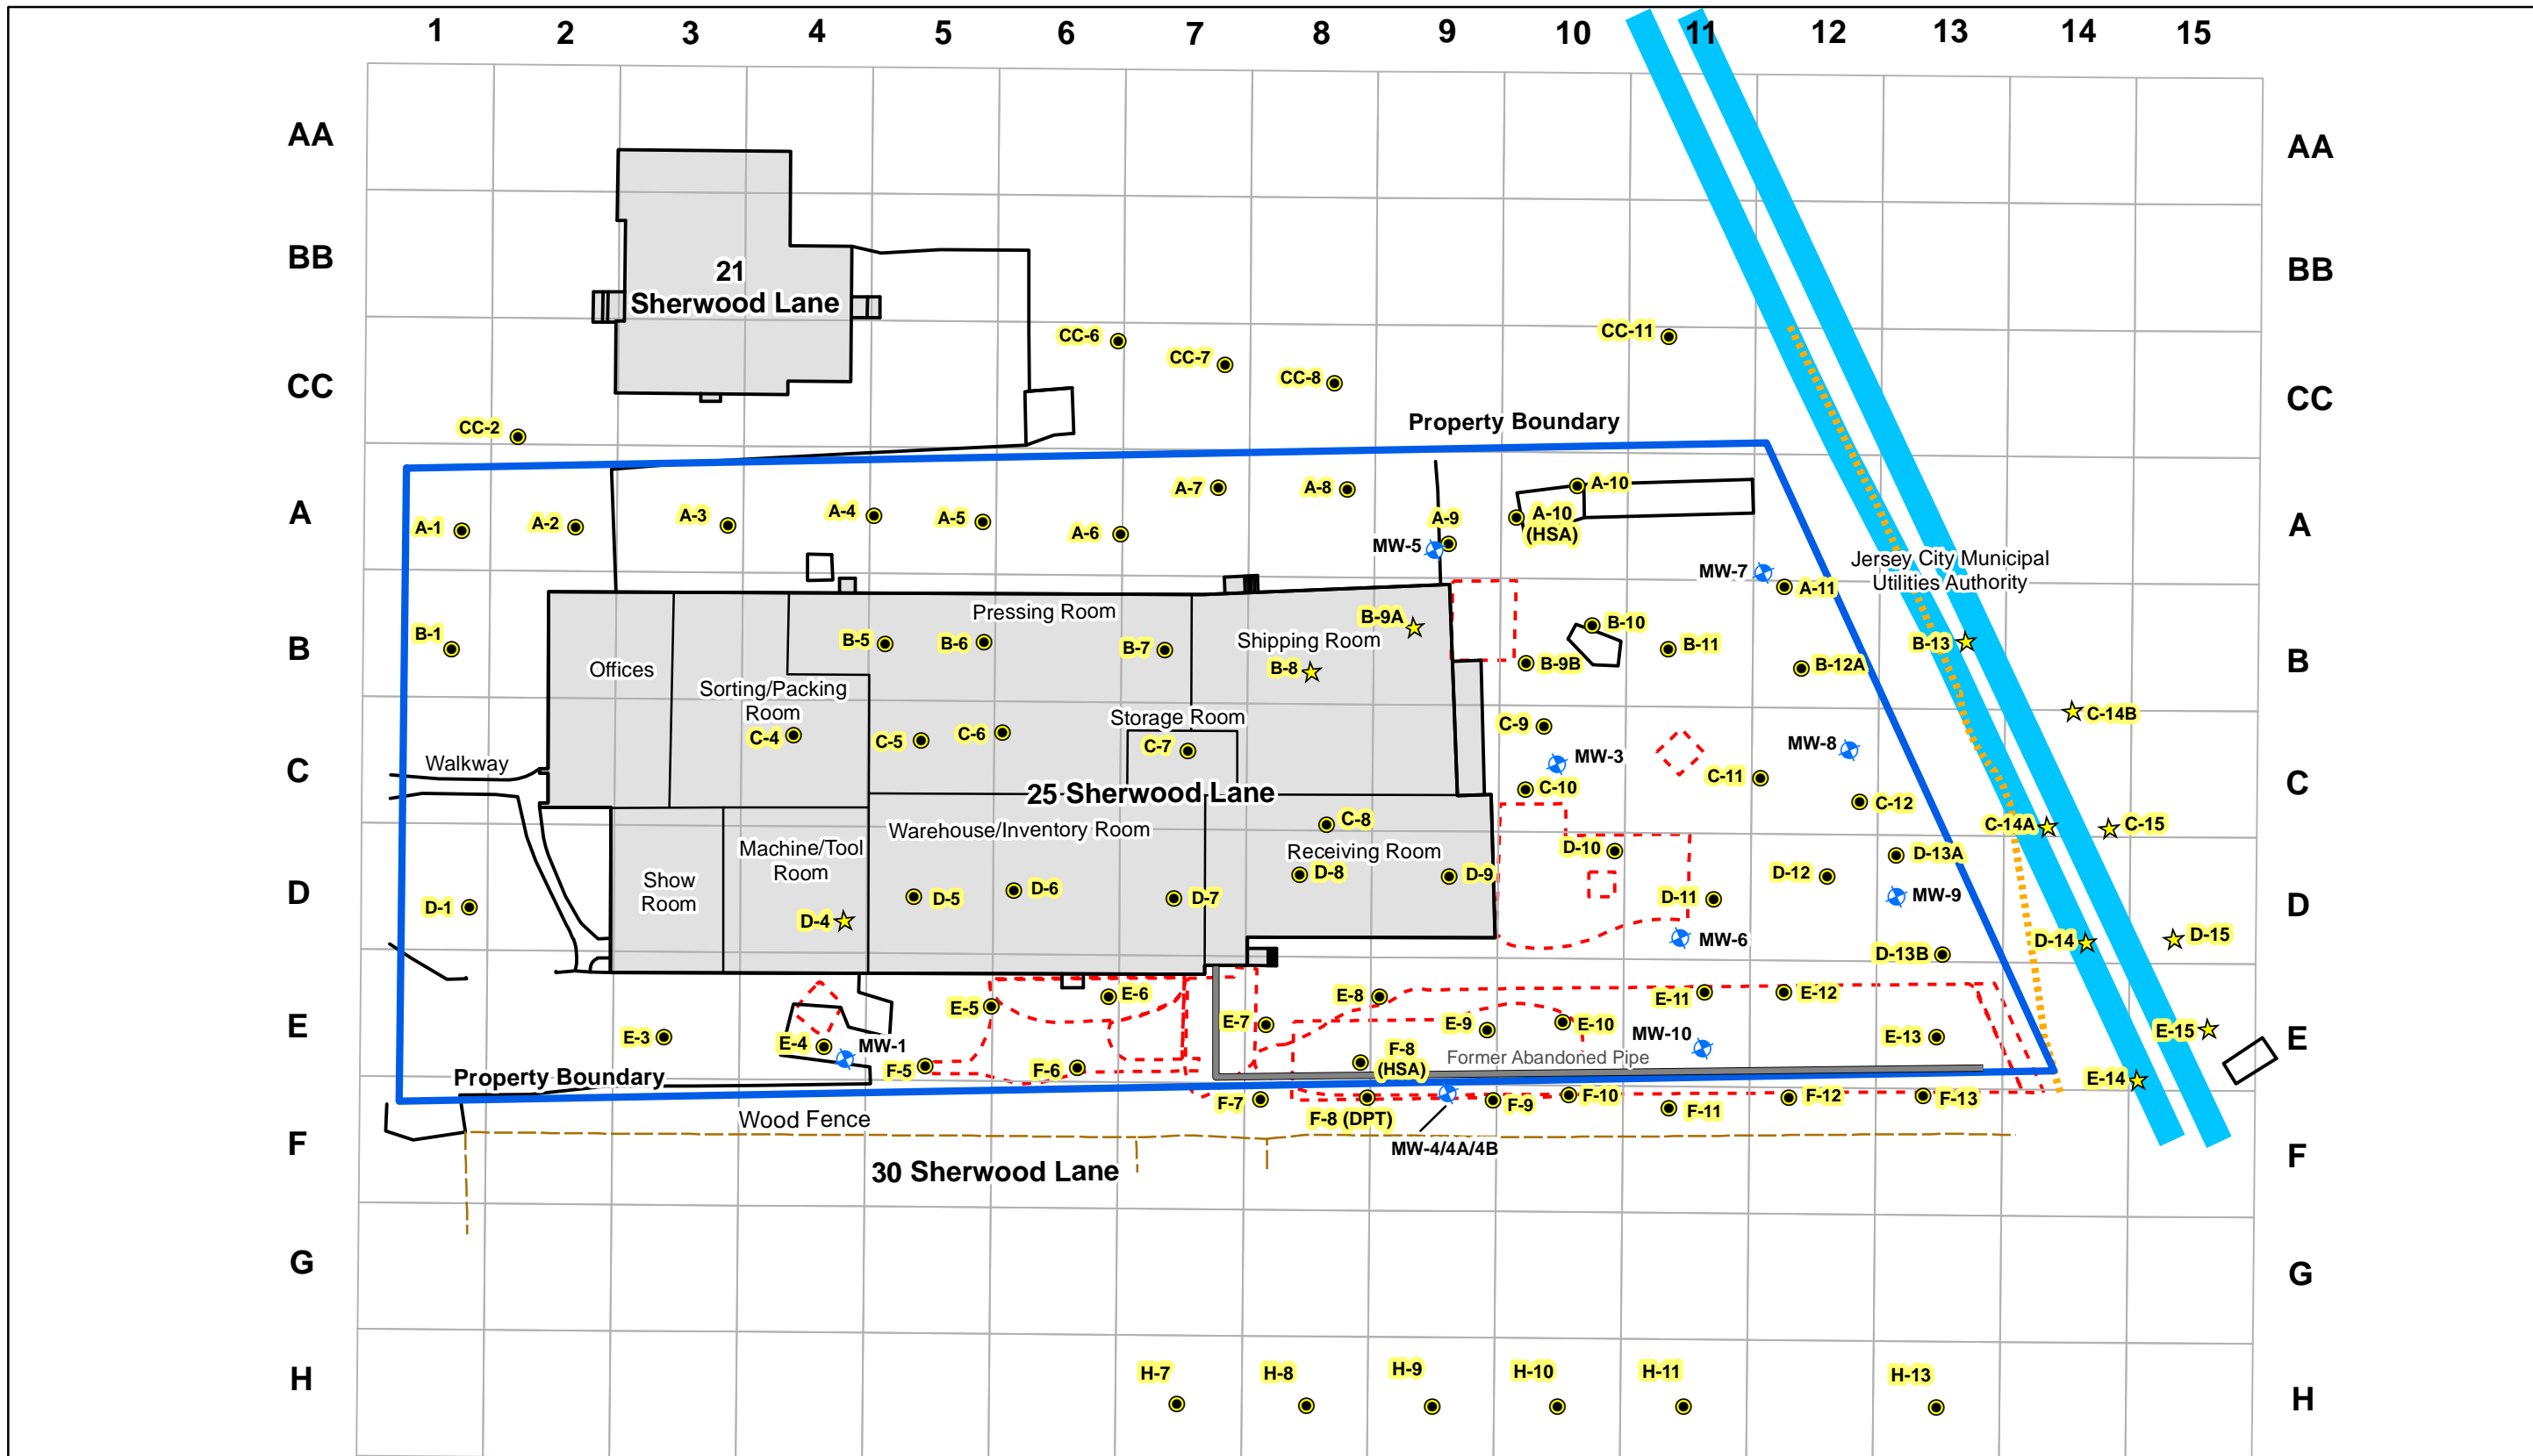 1 2 3 4 5 6 7 8 9 10 11 12 13 14 15
AA AA
BB BB
21
Sherwood Lane
CC-6
CC-11
CC-7
CC-8
CC CC
Property Boundary
CC-2
A-7
A-8
A-10
A-4
A-3
A-5
A-9
A-10
(HSA)
A A
A-1
A-2
A-6
MW-5
Jersey City Municipal
Utilities Authority
MW-7
A-11
Pressing Room
B-9A
B-10
B-1
B-5
B-6
B-7
Shipping Room
B-11
B-13
B B
Offices
B-8
B-9B
B-12A
Sorting/Packing
Room
Storage Room
C-14B
C-4
C-5
C-6
C-7
C-9
MW-8
Walkway
MW-3
C-11
C C
25 Sherwood Lane
C-10
C-12
C-8
C-14A
C-15
Warehouse/Inventory Room
Machine/Tool
Room
Receiving Room
D-10
D-13A
D-8
D-9
D-12
Show
Room
D-6
D-5
D-7
D-11
MW-9
D D
D-1
D-4
MW-6
D-14
D-15
D-13B
E-6
E-8
E-11
E-12
E-5
E-7
E-9
E-10
E E
E-3
E-4
MW-1
MW-10
E-13
E-15
F-8
(HSA)
Former Abandoned Pipe
F-5
F-6
Property Boundary
E-14
F-7
F-9
F-10
F-12
F-13
F-11
Wood Fence
F-8 (DPT)
MW-4/4A/4B
F F
30 Sherwood Lane
G G
H-7
H-8
H-9
H-10
H-11
H-13
H H